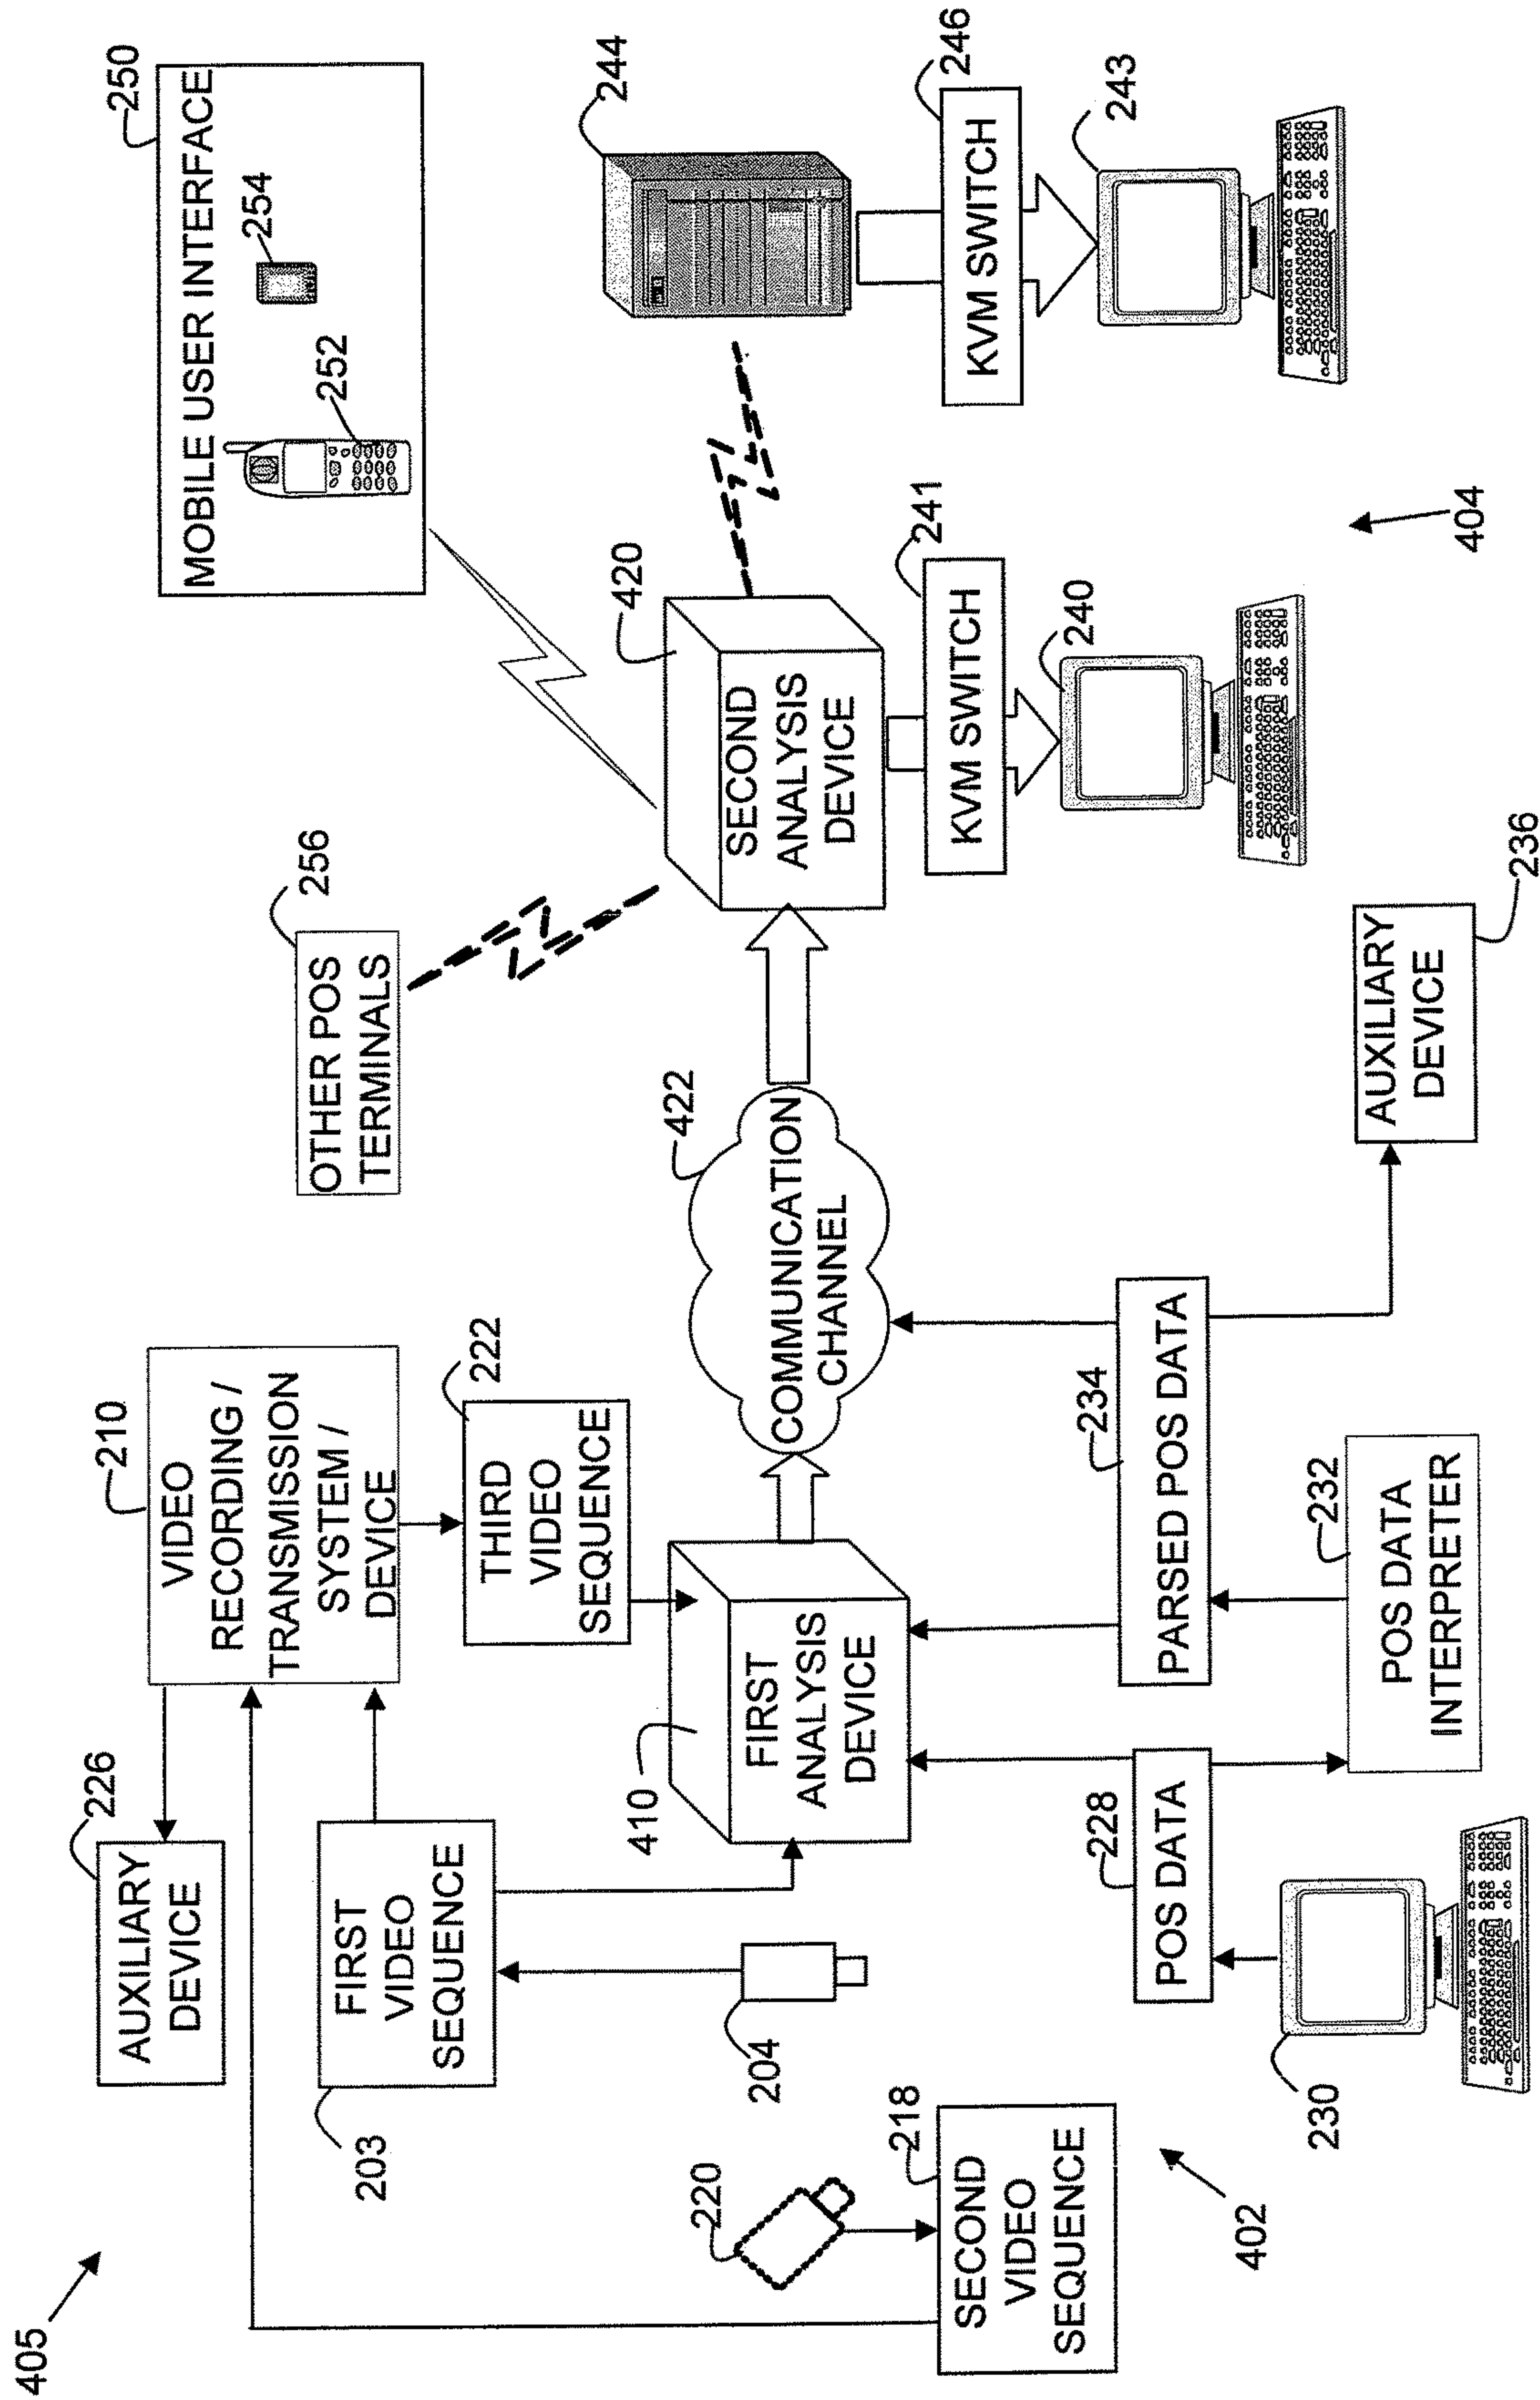 405
AUXILIARY
DEVICE
226
VIDEO
RECORDING /
TRANSMISSION
SYSTEM /
DEVICE
210
MOBILE USER INTERFACE
250
252
254
203
FIRST
VIDEO
SEQUENCE
THIRD
VIDEO
SEQUENCE
222
OTHER POS
TERMINALS
256
220
204
410
FIRST
ANALYSIS
DEVICE
COMMUNICATION
CHANNEL
422
SECOND
ANALYSIS
DEVICE
420
244
218
SECOND
VIDEO
SEQUENCE
402
POS DATA
228
PARSED POS DATA
234
KVM SWITCH
241
KVM SWITCH
246
230
POS DATA
INTERPRETER
232
AUXILIARY
DEVICE
236
240
243
404